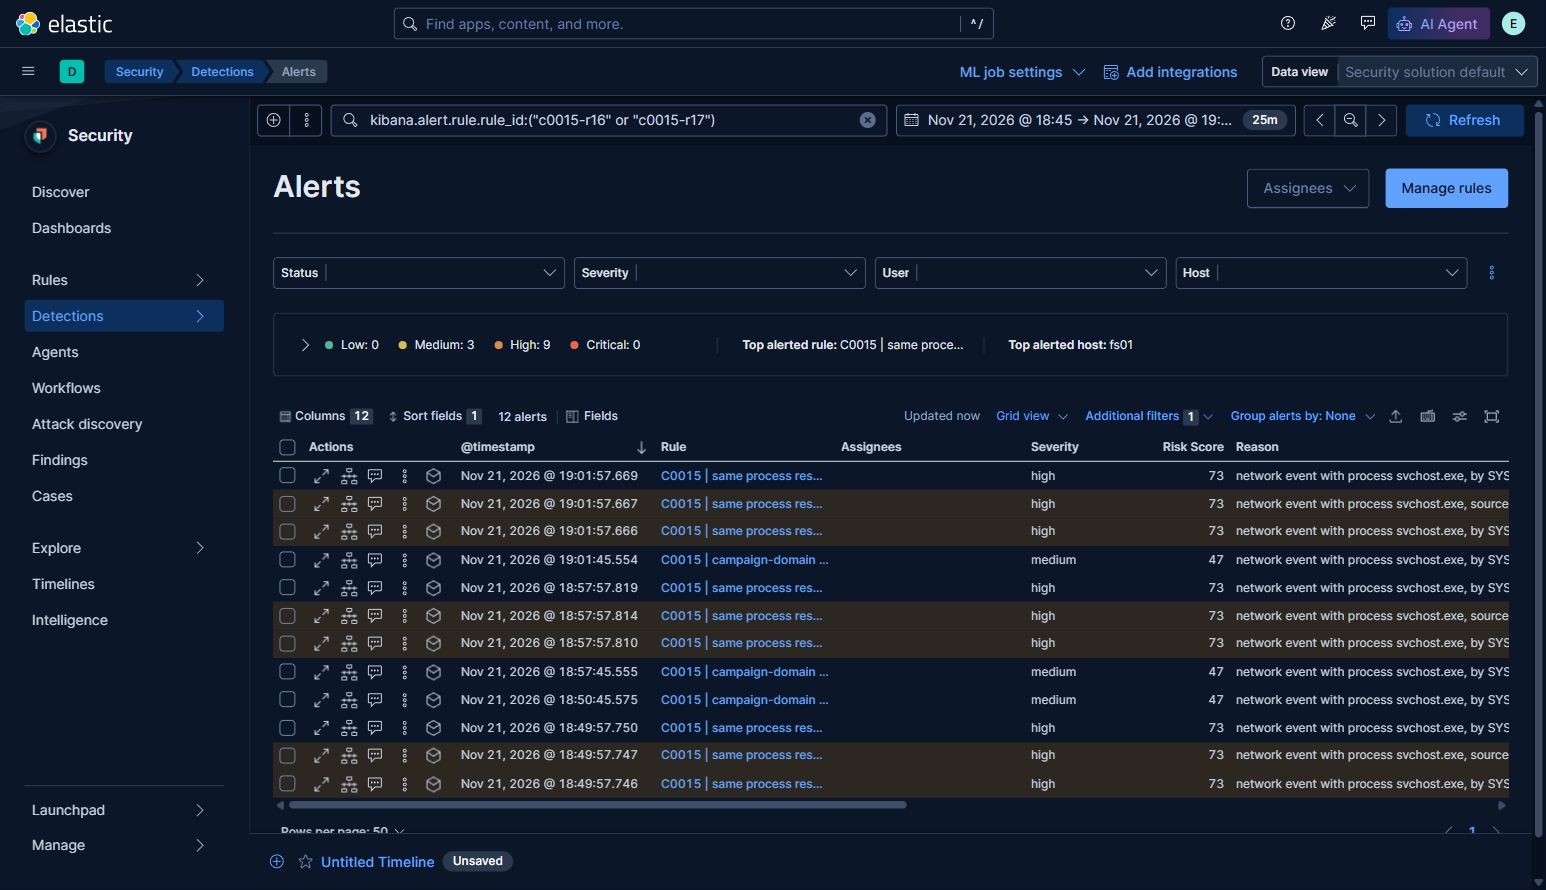 elastic
Find apps, content, and more. ^/
AI Agent E
D Security Detections Alerts
ML job settings Add integrations Data view Security solution default
Security
Discover
Dashboards
Rules
Detections
Agents
Workflows
Attack discovery
Findings
Cases
Explore
Timelines
Intelligence
Launchpad
Manage
kibana.alert.rule.rule_id:("c0015-r16" or "c0015-r17") Nov 21, 2026 @ 18:45 → Nov 21, 2026 @ 19:... 25m Refresh
Alerts
Assignees Manage rules
Status Severity User Host
Low: 0 Medium: 3 High: 9 Critical: 0 Top alerted rule: C0015 | same proce... Top alerted host: fs01
Columns 12 Sort fields 1 12 alerts Fields Updated now Grid view Additional filters 1 Group alerts by: None
Actions @timestamp Rule Assignees Severity Risk Score Reason
Nov 21, 2026 @ 19:01:57.669 C0015 | same process res... high 73 network event with process svchost.exe, by SYS
Nov 21, 2026 @ 19:01:57.667 C0015 | same process res... high 73 network event with process svchost.exe, source
Nov 21, 2026 @ 19:01:57.666 C0015 | same process res... high 73 network event with process svchost.exe, by SYS
Nov 21, 2026 @ 19:01:45.554 C0015 | campaign-domain ... medium 47 network event with process svchost.exe, by SYS
Nov 21, 2026 @ 18:57:57.819 C0015 | same process res... high 73 network event with process svchost.exe, by SYS
Nov 21, 2026 @ 18:57:57.814 C0015 | same process res... high 73 network event with process svchost.exe, source
Nov 21, 2026 @ 18:57:57.810 C0015 | same process res... high 73 network event with process svchost.exe, by SYS
Nov 21, 2026 @ 18:57:45.555 C0015 | campaign-domain ... medium 47 network event with process svchost.exe, by SYS
Nov 21, 2026 @ 18:50:45.575 C0015 | campaign-domain ... medium 47 network event with process svchost.exe, by SYS
Nov 21, 2026 @ 18:49:57.750 C0015 | same process res... high 73 network event with process svchost.exe, by SYS
Nov 21, 2026 @ 18:49:57.747 C0015 | same process res... high 73 network event with process svchost.exe, source
Nov 21, 2026 @ 18:49:57.746 C0015 | same process res... high 73 network event with process svchost.exe, by SYS
Rows per page: 50 1
Untitled Timeline Unsaved